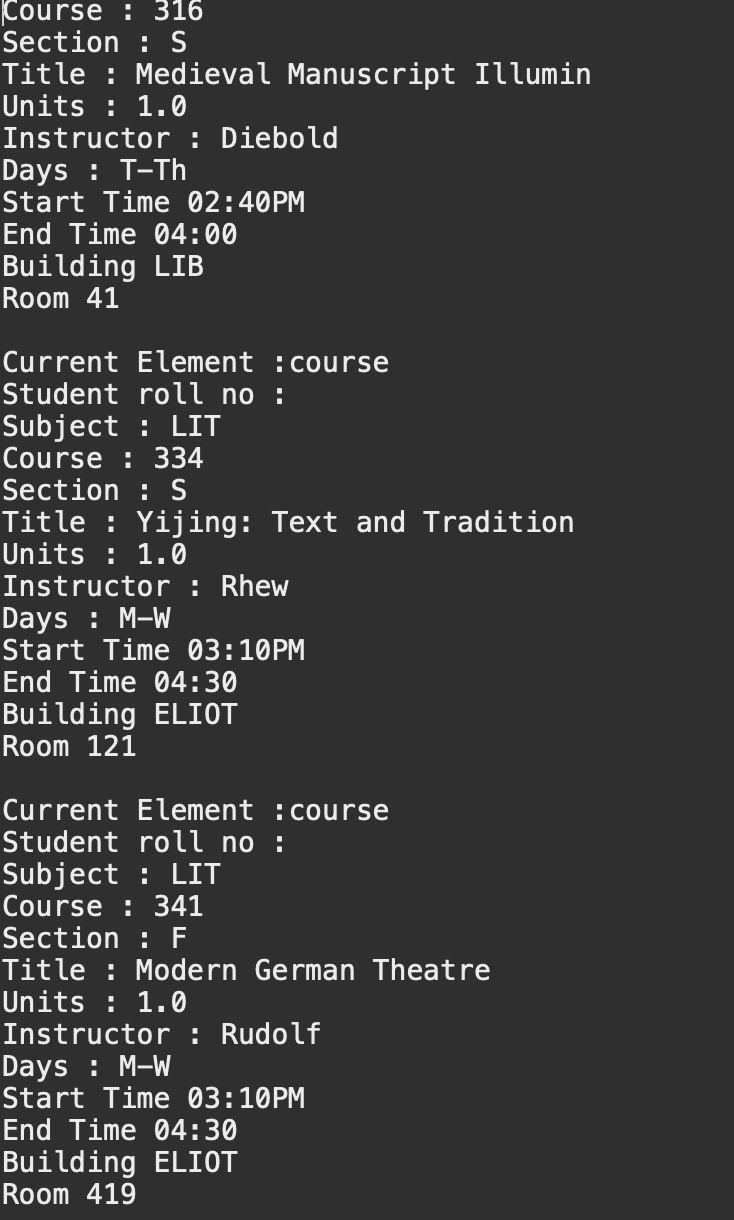 Course : 316
Section : S
Title : Medieval Manuscript Illumin
Units : 1.0
Instructor : Diebold
Days : T-Th
Start Time 02:40PM
End Time 04:00
Building LIB
Room 41
Current Element :course
Student roll no :
Subject : LIT
Course : 334
Section : S
Title : Yijing: Text and Tradition
Units : 1.0
Instructor : Rhew
Days : M-W
Start Time 03:10PM
End Time 04:30
Building ELIOT
Room 121
Current Element :course
Student roll no :
Subject : LIT
Course : 341
Section : F
Title : Modern German Theatre
Units : 1.0
Instructor : Rudolf
Days : M-W
Start Time 03:10PM
End Time 04:30
Building ELIOT
Room 419